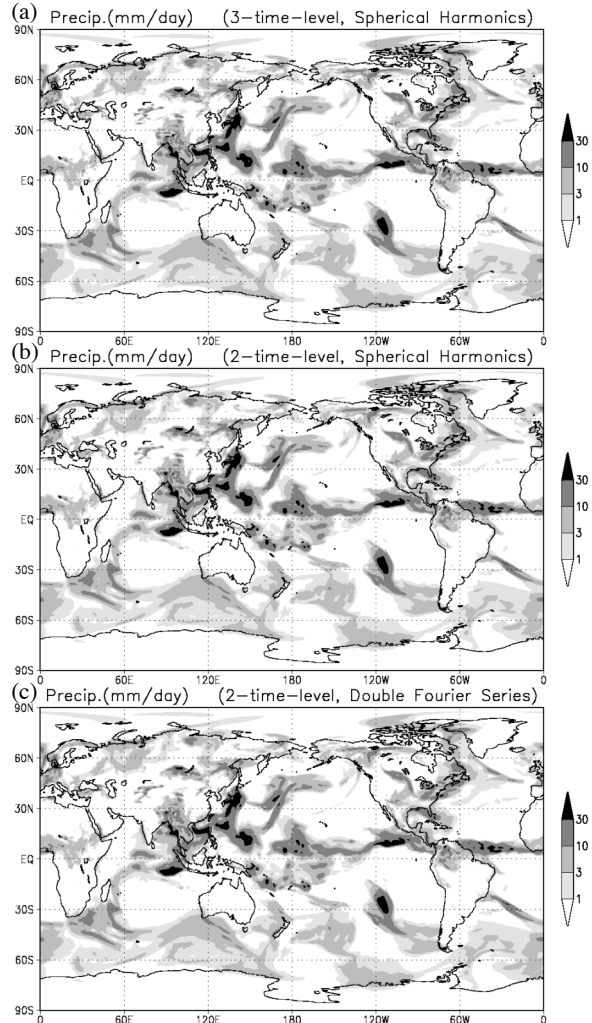 (a) Precip.(mm/day) (3-time-level, Spherical Harmonics)
90N
60N
30N
EQ
30S
60S
90S
0 60E 120E 180 120W 60W 0
30
10
3
1
(b) Precip.(mm/day) (2-time-level, Spherical Harmonics)
90N
60N
30N
EQ
30S
60S
90S
0 60E 120E 180 120W 60W 0
30
10
3
1
(c) Precip.(mm/day) (2-time-level, Double Fourier Series)
90N
60N
30N
EQ
30S
60S
90S
0 60E 120E 180 120W 60W 0
30
10
3
1